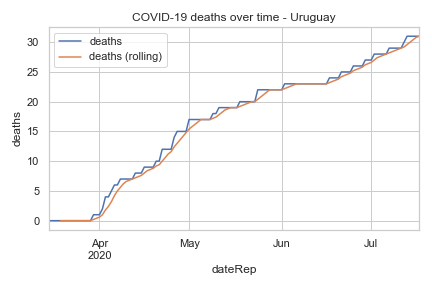 COVID-19 deaths over time - Uruguay
deaths
deaths (rolling)
30
25
20
15
10
5
0
deaths
Apr
2020
May
Jun
Jul
dateRep